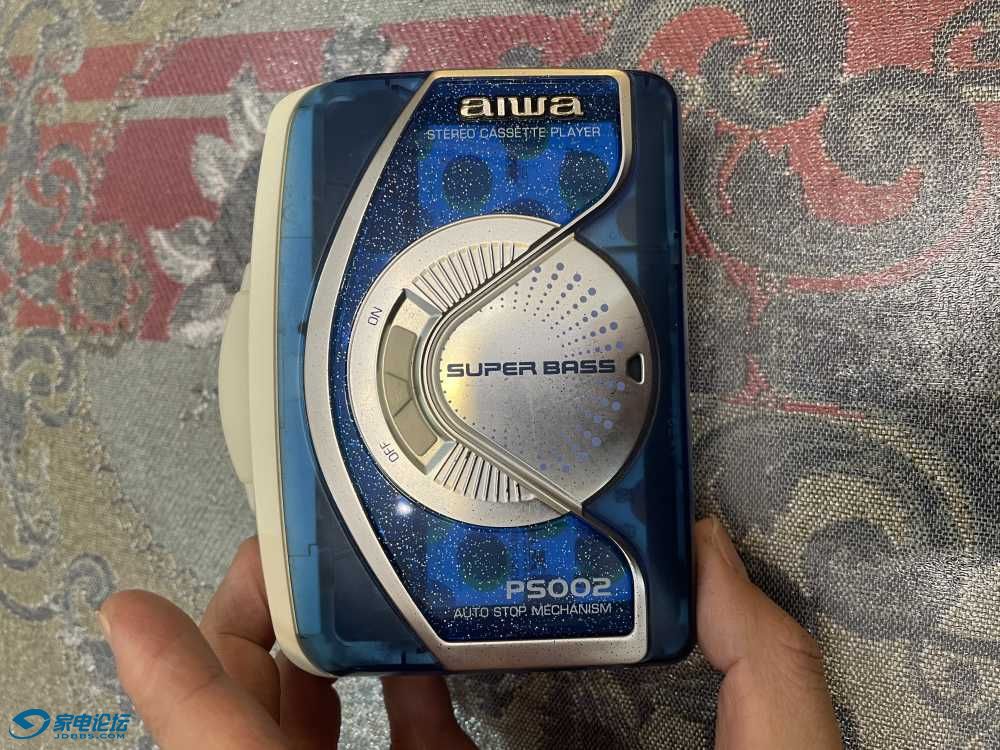 aiwa
STEREO CASSETTE PLAYER
ON
SUPER BASS
OFF
PS002
AUTO STOP MECHANISM
家电论坛
JDBBS.COM